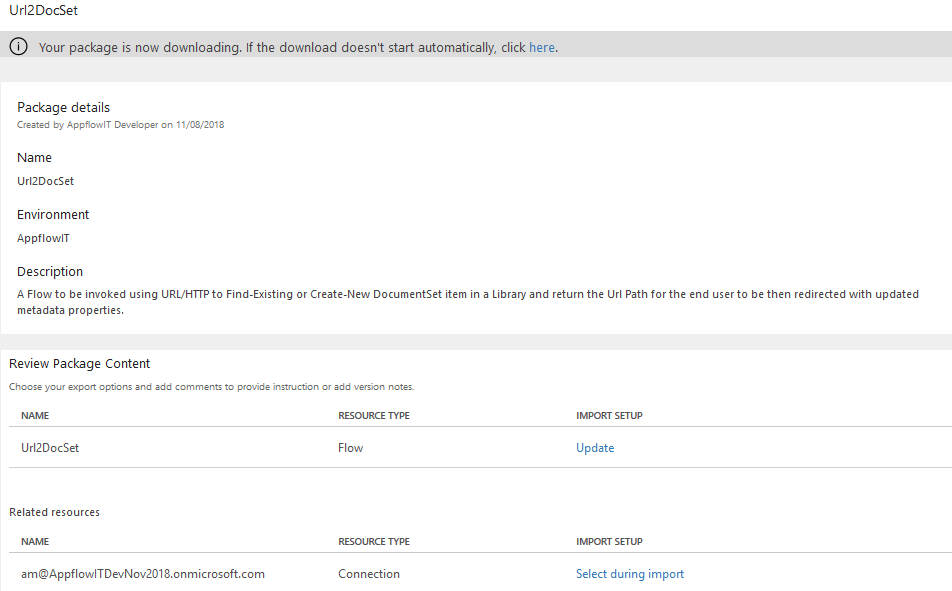 Url2DocSet
Your package is now downloading. If the download doesn't start automatically, click here.
Package details
Created by AppflowIT Developer on 11/08/2018
Name
Url2DocSet
Environment
AppflowIT
Description
A Flow to be invoked using URL/HTTP to Find-Existing or Create-New DocumentSet item in a Library and return the Url Path for the end user to be then redirected with updated
metadata properties.
Review Package Content
Choose your export options and add comments to provide instruction or add version notes.
NAME RESOURCE TYPE IMPORT SETUP
Url2DocSet Flow Update
Related resources
NAME RESOURCE TYPE IMPORT SETUP
am@AppflowITDevNov2018.onmicrosoft.com Connection Select during import